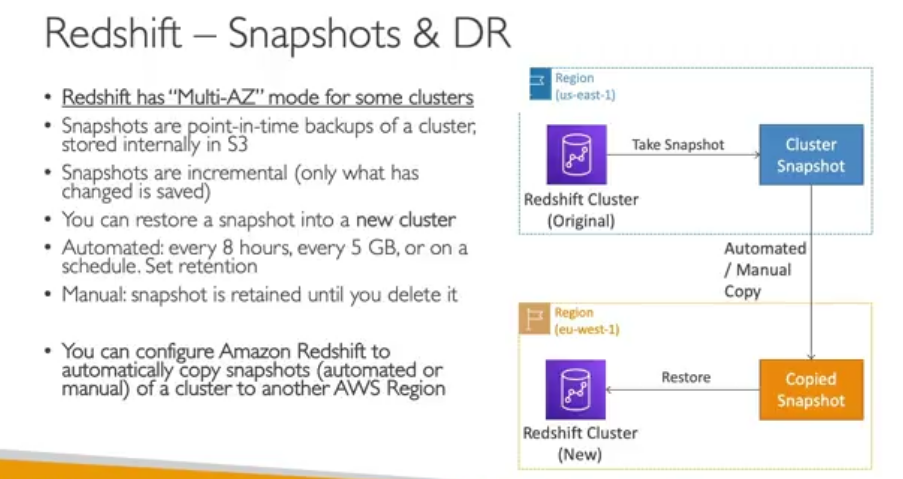 Redshift – Snapshots & DR
• Redshift has “Multi-AZ” mode for some clusters
• Snapshots are point-in-time backups of a cluster,
stored internally in S3
• Snapshots are incremental (only what has
changed is saved)
• You can restore a snapshot into a new cluster
• Automated: every 8 hours, every 5 GB, or on a
schedule. Set retention
• Manual: snapshot is retained until you delete it
• You can configure Amazon Redshift to
automatically copy snapshots (automated or
manual) of a cluster to another AWS Region
Region
(us-east-1)
Take Snapshot
Cluster
Snapshot
Redshift Cluster
(Original)
Automated
/ Manual
Copy
Region
(eu-west-1)
Restore
Copied
Snapshot
Redshift Cluster
(New)